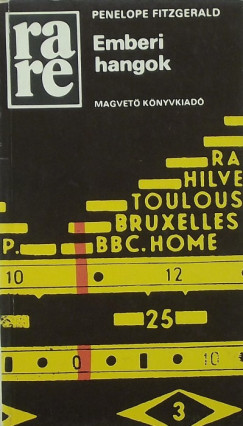 ra
re
PENELOPE FITZGERALD
Emberi
hangok
MAGVETŐ KÖNYVKIADÓ
RA
HILVE
TOULOUS
BRUXELLES
P. BBC.HOME
10 12
25
0 10
3